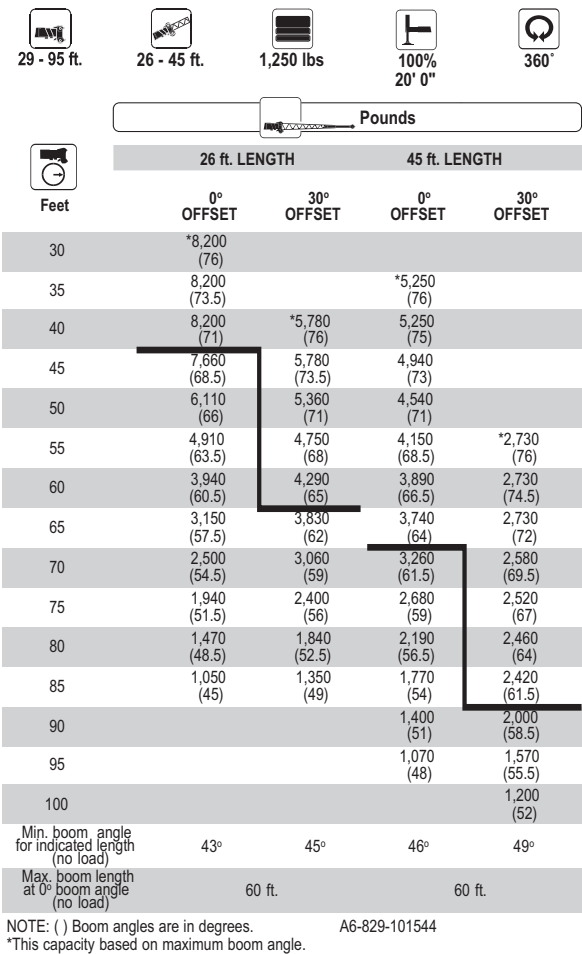 29 - 95 ft. 26 - 45 ft. 1,250 lbs 100% 360°
20' 0"
Pounds
26 ft. LENGTH 45 ft. LENGTH
Feet
0° 30° 0° 30°
OFFSET OFFSET OFFSET OFFSET
30 *8,200
(76)
35 8,200 *5,250
(73.5) (76)
40 8,200 *5,780 5,250
(71) (76) (75)
45 7,660 5,780 4,940
(68.5) (73.5) (73)
50 6,110 5,360 4,540
(66) (71) (71)
55 4,910 4,750 4,150 *2,730
(63.5) (68) (68.5) (76)
60 3,940 4,290 3,890 2,730
(60.5) (65) (66.5) (74.5)
65 3,150 3,830 3,740 2,730
(57.5) (62) (64) (72)
70 2,500 3,060 3,260 2,580
(54.5) (59) (61.5) (69.5)
75 1,940 2,400 2,680 2,520
(51.5) (56) (59) (67)
80 1,470 1,840 2,190 2,460
(48.5) (52.5) (56.5) (64)
85 1,050 1,350 1,770 2,420
(45) (49) (54) (61.5)
90 1,400 2,000
(51) (58.5)
95 1,070 1,570
(48) (55.5)
100 1,200
(52)
Min. boom angle
for indicated length 43° 45° 46° 49°
(no load)
Max. boom length
at 0° boom angle 60 ft. 60 ft.
(no load)
NOTE: ( ) Boom angles are in degrees. A6-829-101544
*This capacity based on maximum boom angle.